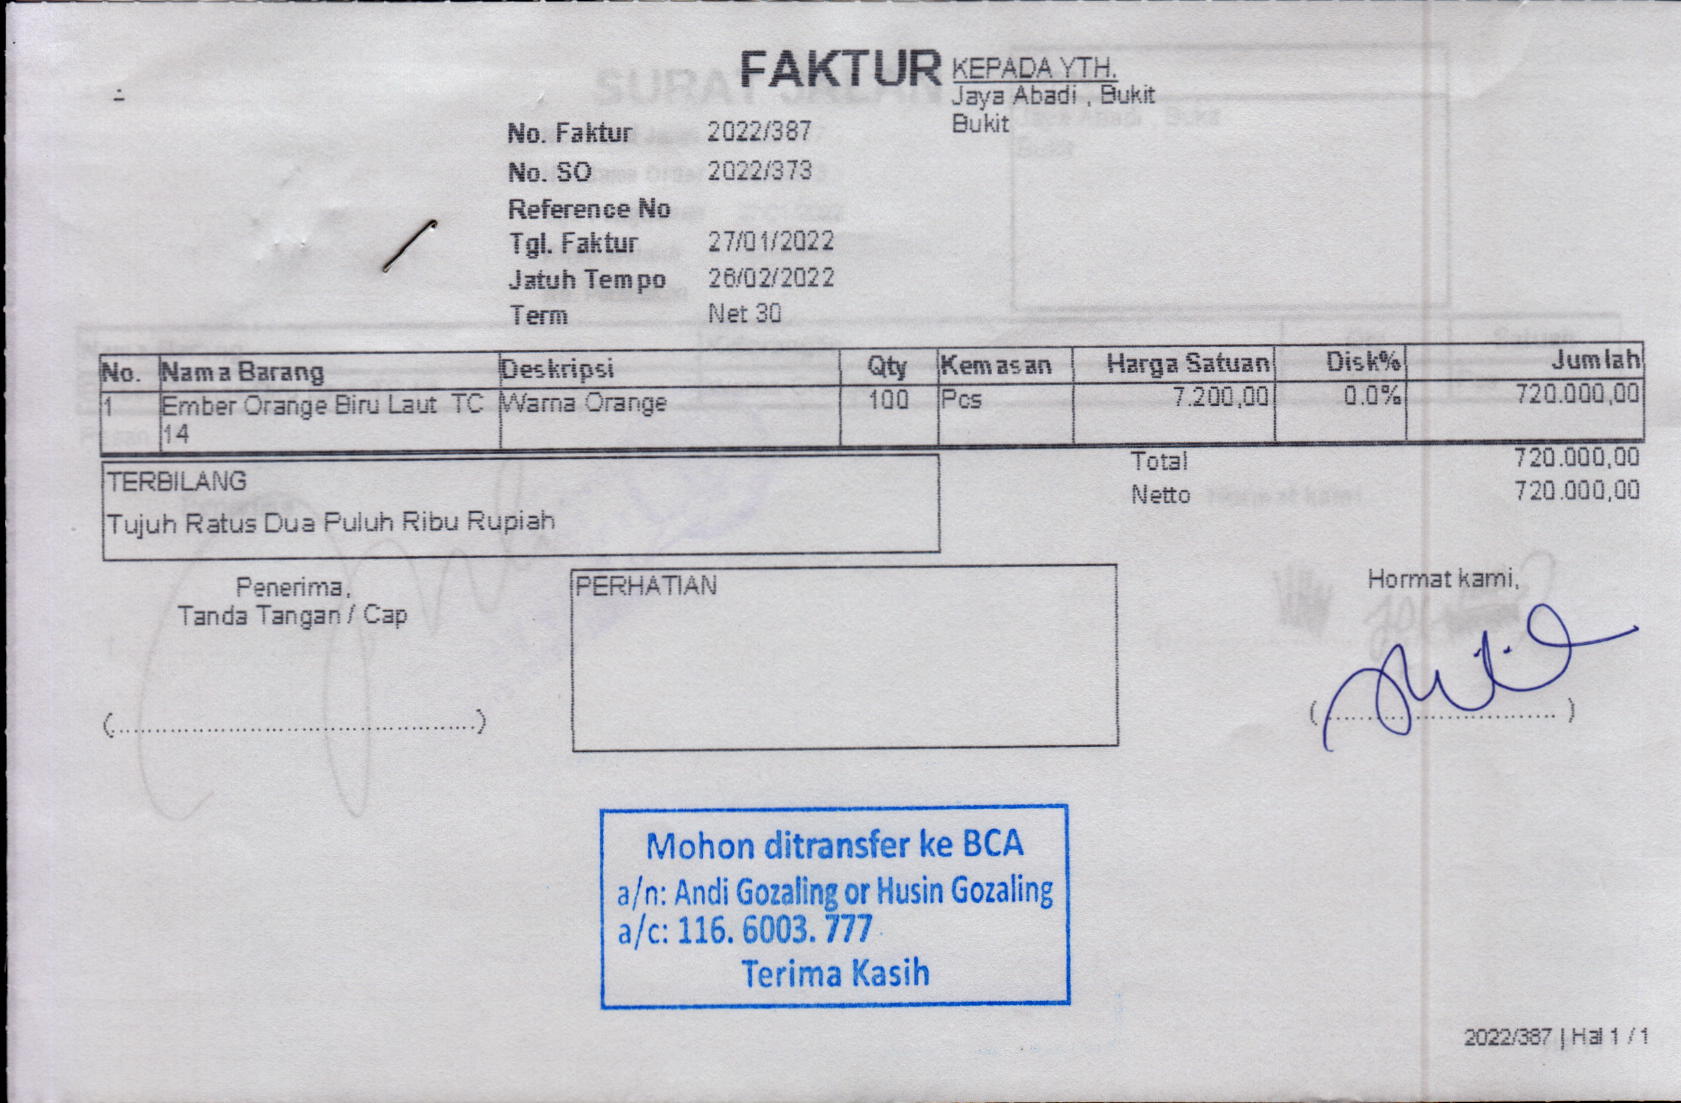 FAKTUR
KEPADA YTH.
Jaya Abadi , Bukit
Bukit
No. Faktur 2022/387
No. SO 2022/373
Reference No
Tgl. Faktur 27/01/2022
Jatuh Tempo 26/02/2022
Term Net 30
No. Nama Barang Deskripsi Qty Kemasan Harga Satuan Disk% Jumlah
1 Ember Orange Biru Laut TC Warna Orange 100 Pcs 7.200,00 0.0% 720.000,00
14
Total 720.000,00
Netto 720.000,00
TERBILANG
Tujuh Ratus Dua Puluh Ribu Rupiah
Penerima,
Tanda Tangan / Cap
(..................................................)
PERHATIAN
Hormat kami,
(.................................)
Mohon ditransfer ke BCA
a/n: Andi Gozaling or Husin Gozaling
a/c: 116. 6003. 777
Terima Kasih
2022/387 | Hal 1 / 1